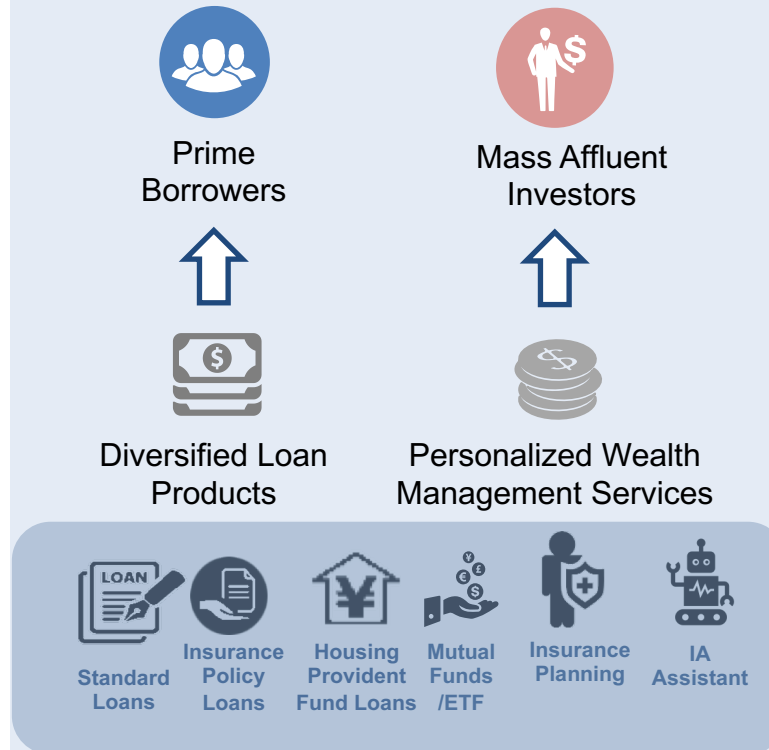 Prime
Borrowers
Mass Affluent
Investors
$
$
Diversified Loan
Products
$
Personalized Wealth
Management Services
LOAN
Standard
Loans
Insurance
Policy
Loans
¥
Housing
Provident
Fund Loans
¥
€
£
$
Mutual
Funds
/ETF
Insurance
Planning
IA
Assistant